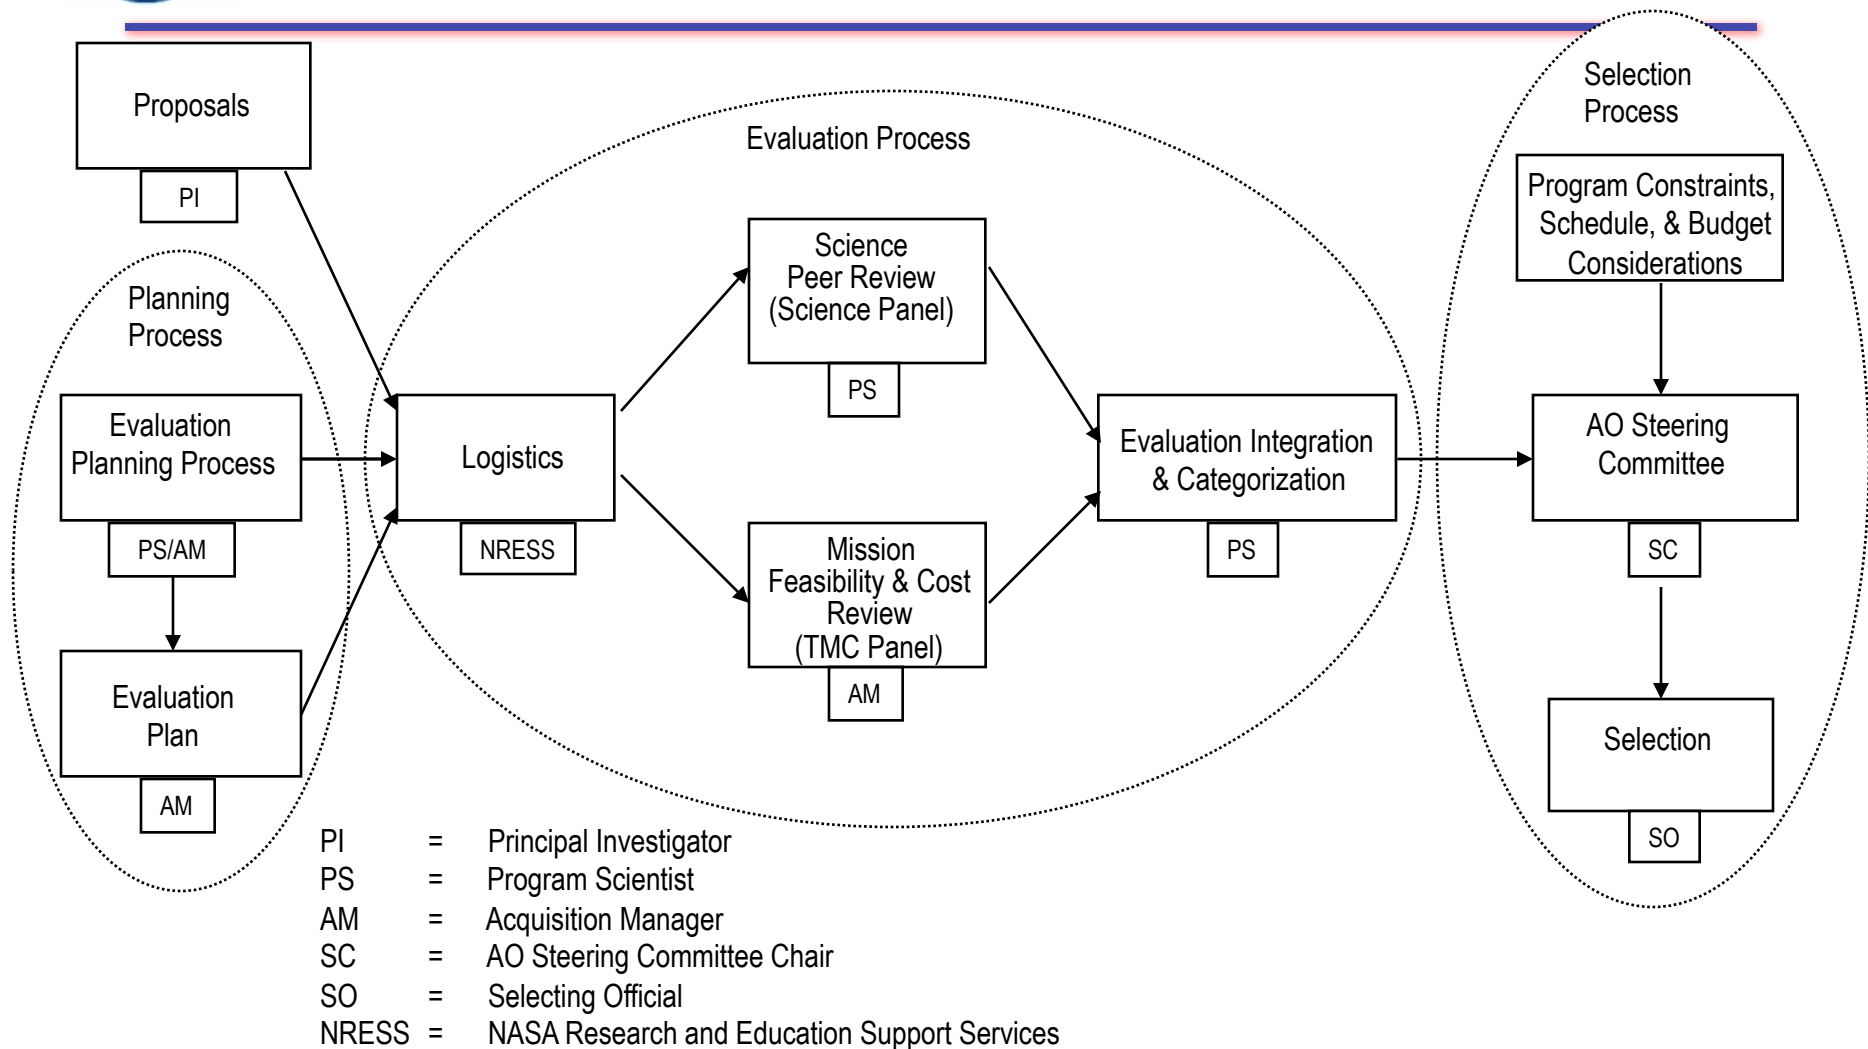 Proposals
PI
Planning
Process
Evaluation
Planning Process
PS/AM
Evaluation
Plan
AM
Evaluation Process
Logistics
NRESS
Science
Peer Review
(Science Panel)
PS
Mission
Feasibility & Cost
Review
(TMC Panel)
AM
Evaluation Integration
& Categorization
PS
Selection
Process
Program Constraints,
Schedule, & Budget
Considerations
AO Steering
Committee
SC
Selection
SO
PI = Principal Investigator
PS = Program Scientist
AM = Acquisition Manager
SC = AO Steering Committee Chair
SO = Selecting Official
NRESS = NASA Research and Education Support Services